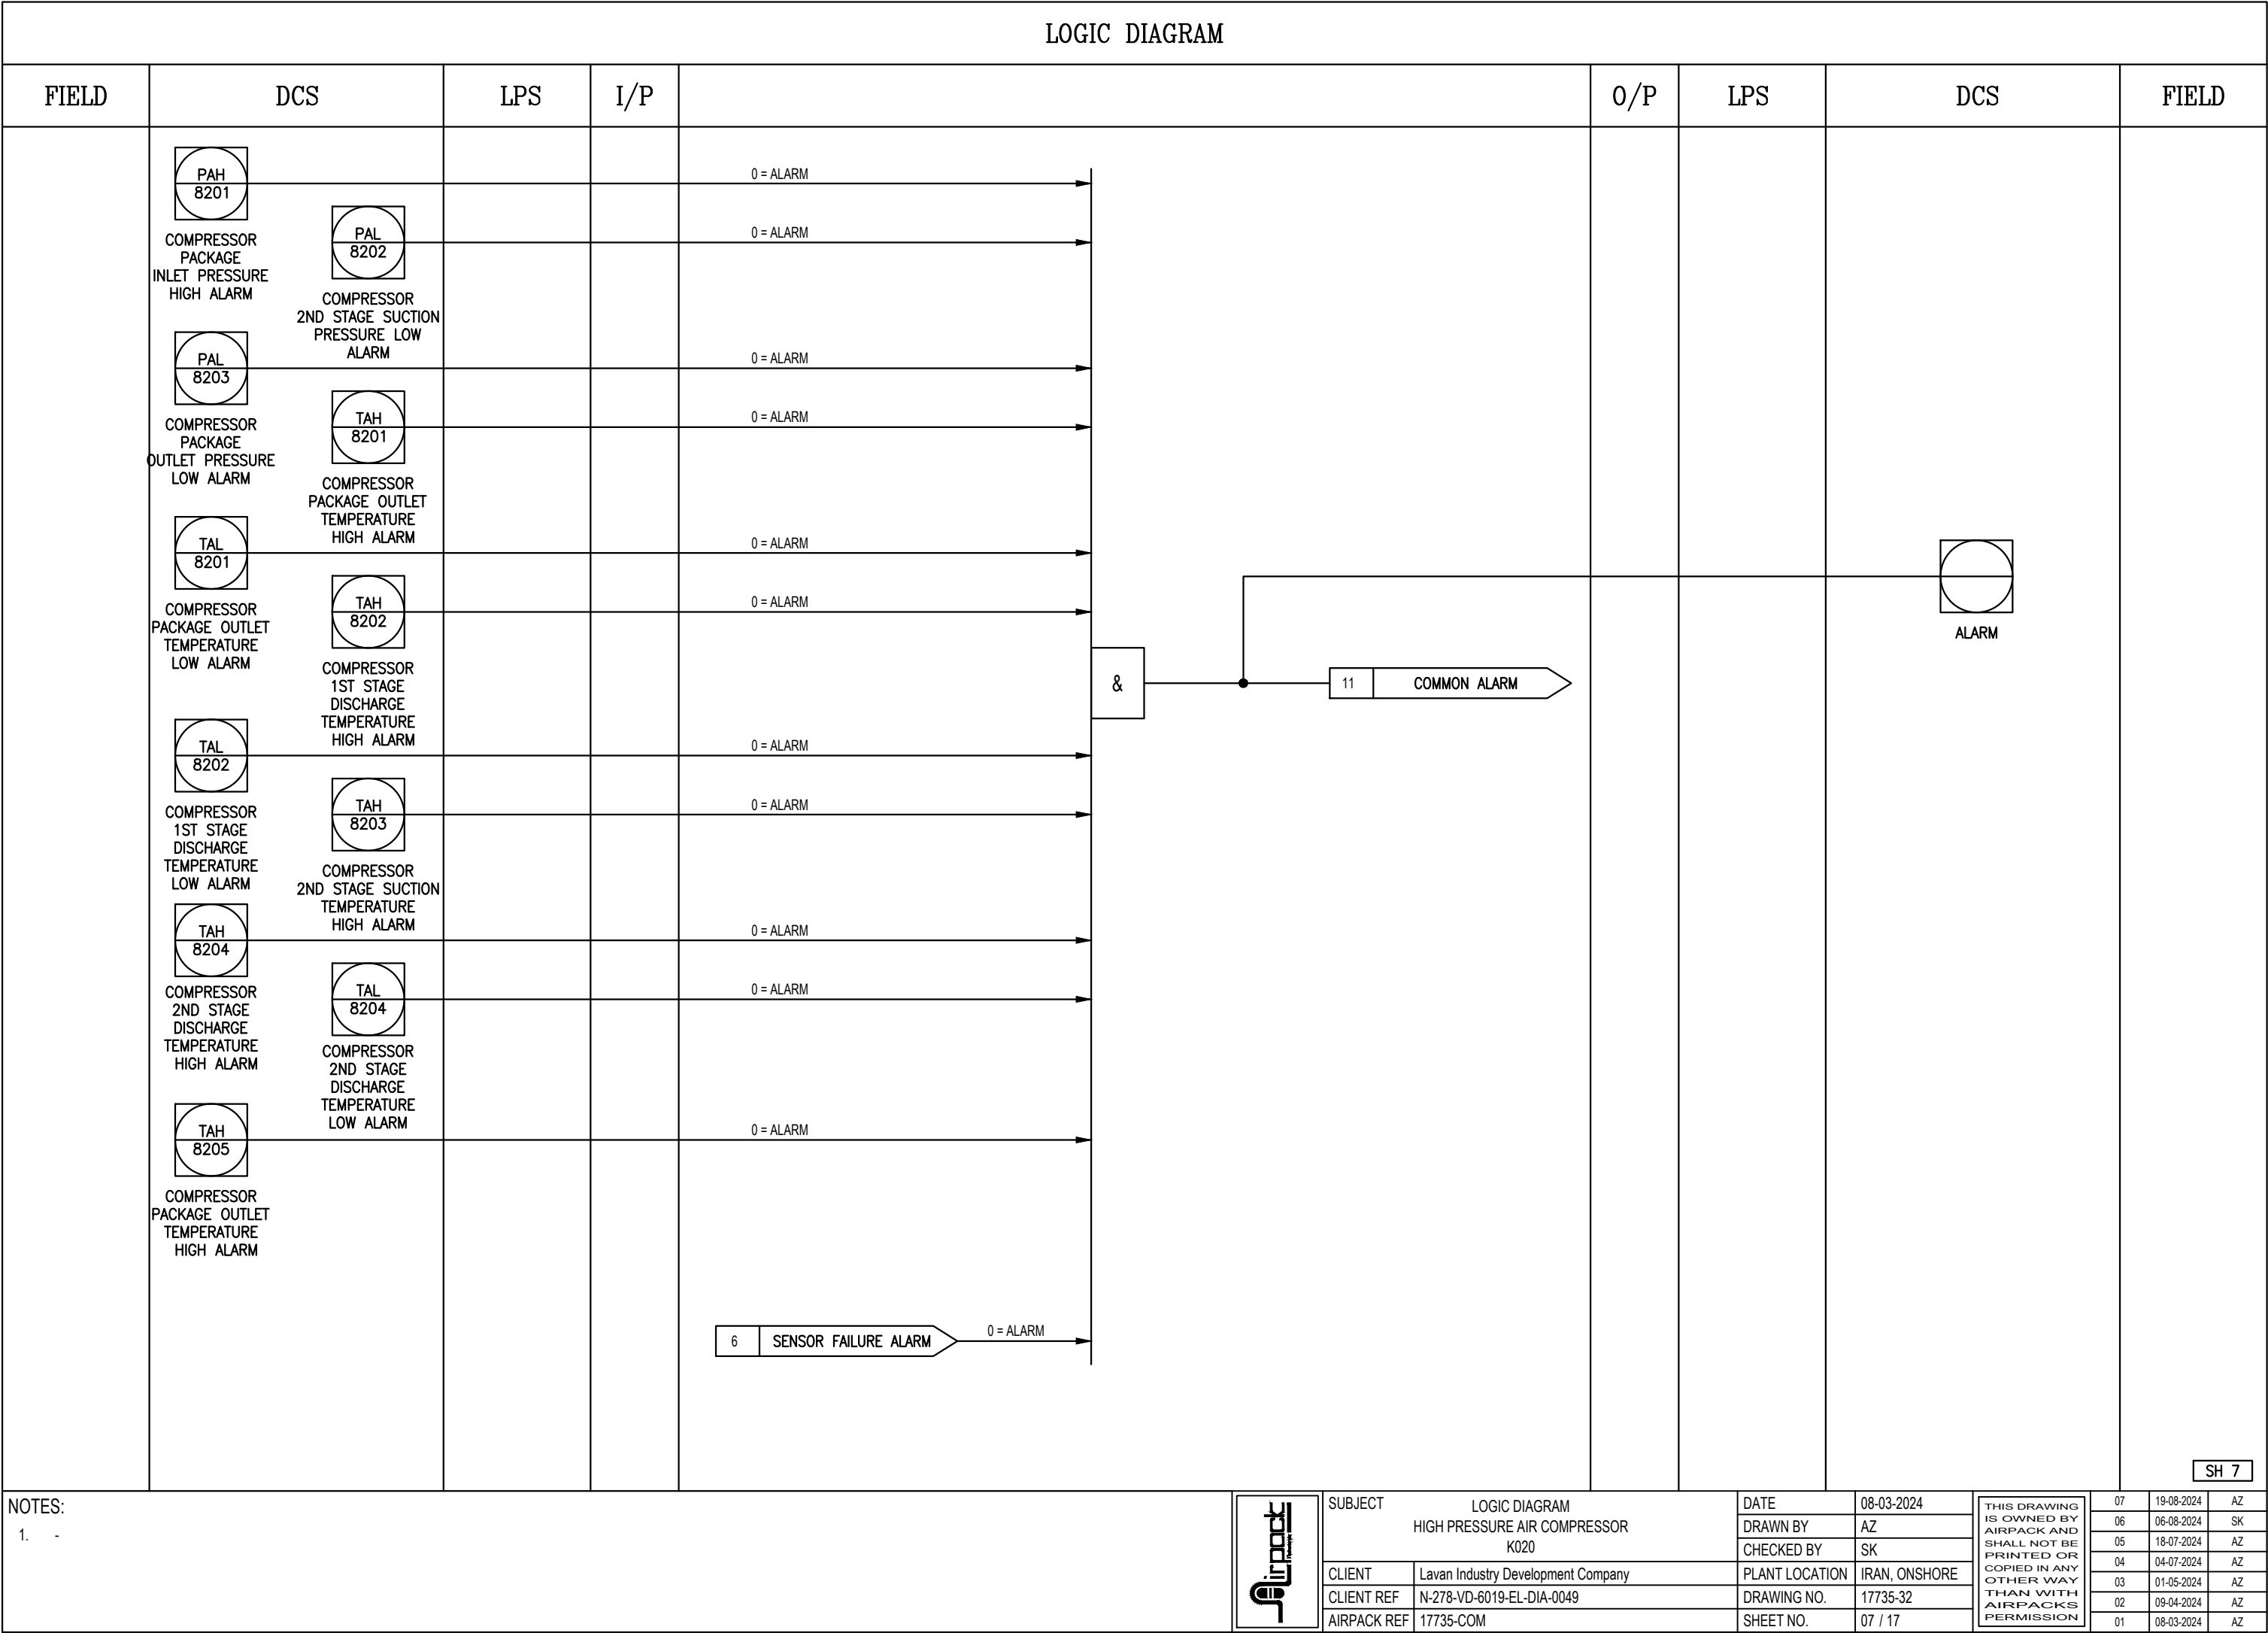 LOGIC DIAGRAM
FIELD
DCS
LPS
I/P
O/P
LPS
DCS
FIELD
PAH
8201
COMPRESSOR
PACKAGE
INLET PRESSURE
HIGH ALARM
0 = ALARM
PAL
8202
COMPRESSOR
2ND STAGE SUCTION
PRESSURE LOW
ALARM
0 = ALARM
PAL
8203
COMPRESSOR
PACKAGE
OUTLET PRESSURE
LOW ALARM
0 = ALARM
TAH
8201
COMPRESSOR
PACKAGE OUTLET
TEMPERATURE
HIGH ALARM
0 = ALARM
TAL
8201
COMPRESSOR
PACKAGE OUTLET
TEMPERATURE
LOW ALARM
0 = ALARM
TAH
8202
COMPRESSOR
1ST STAGE
DISCHARGE
TEMPERATURE
HIGH ALARM
0 = ALARM
TAL
8202
COMPRESSOR
1ST STAGE
DISCHARGE
TEMPERATURE
LOW ALARM
0 = ALARM
TAH
8203
COMPRESSOR
2ND STAGE SUCTION
TEMPERATURE
HIGH ALARM
0 = ALARM
TAH
8204
COMPRESSOR
2ND STAGE
DISCHARGE
TEMPERATURE
HIGH ALARM
0 = ALARM
TAL
8204
COMPRESSOR
2ND STAGE
DISCHARGE
TEMPERATURE
LOW ALARM
0 = ALARM
TAH
8205
COMPRESSOR
PACKAGE OUTLET
TEMPERATURE
HIGH ALARM
0 = ALARM
6 SENSOR FAILURE ALARM
0 = ALARM
&
11 COMMON ALARM
ALARM
SH 7
NOTES:
1. -
Airpack
SUBJECT
LOGIC DIAGRAM
HIGH PRESSURE AIR COMPRESSOR
K020
CLIENT Lavan Industry Development Company
CLIENT REF N-278-VD-6019-EL-DIA-0049
AIRPACK REF 17735-COM
DATE 08-03-2024
DRAWN BY AZ
CHECKED BY SK
PLANT LOCATION IRAN, ONSHORE
DRAWING NO. 17735-32
SHEET NO. 07 / 17
THIS DRAWING
IS OWNED BY
AIRPACK AND
SHALL NOT BE
PRINTED OR
COPIED IN ANY
OTHER WAY
THAN WITH
AIRPACKS
PERMISSION
07 19-08-2024 AZ
06 06-08-2024 SK
05 18-07-2024 AZ
04 04-07-2024 AZ
03 01-05-2024 AZ
02 09-04-2024 AZ
01 08-03-2024 AZ